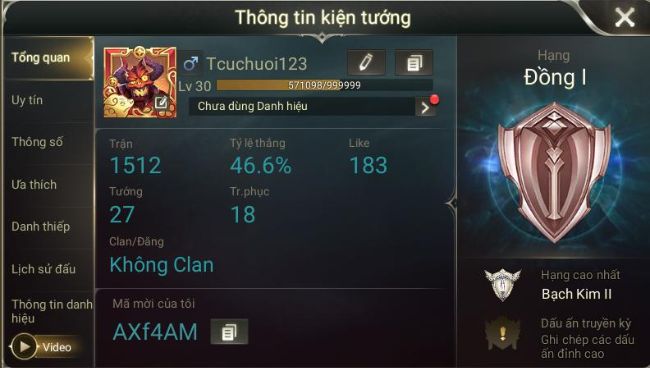 Thông tin kiện tướng
Tổng quan
Uy tín
Thông số
Ưa thích
Danh thiếp
Lịch sử đấu
Thông tin danh hiệu
Video
Tcuchuoi123
Lv 30 571098/999999
Chưa dùng Danh hiệu
Trận Tỷ lệ thắng Like
1512 46.6% 183
Tướng Tr.phục
27 18
Clan/Đăng
Không Clan
Mã mời của tôi
AXf4AM
Hạng
Đồng I
Hạng cao nhất
Bạch Kim II
Dấu ấn truyền kỳ
Ghi chép các dấu
ấn đỉnh cao